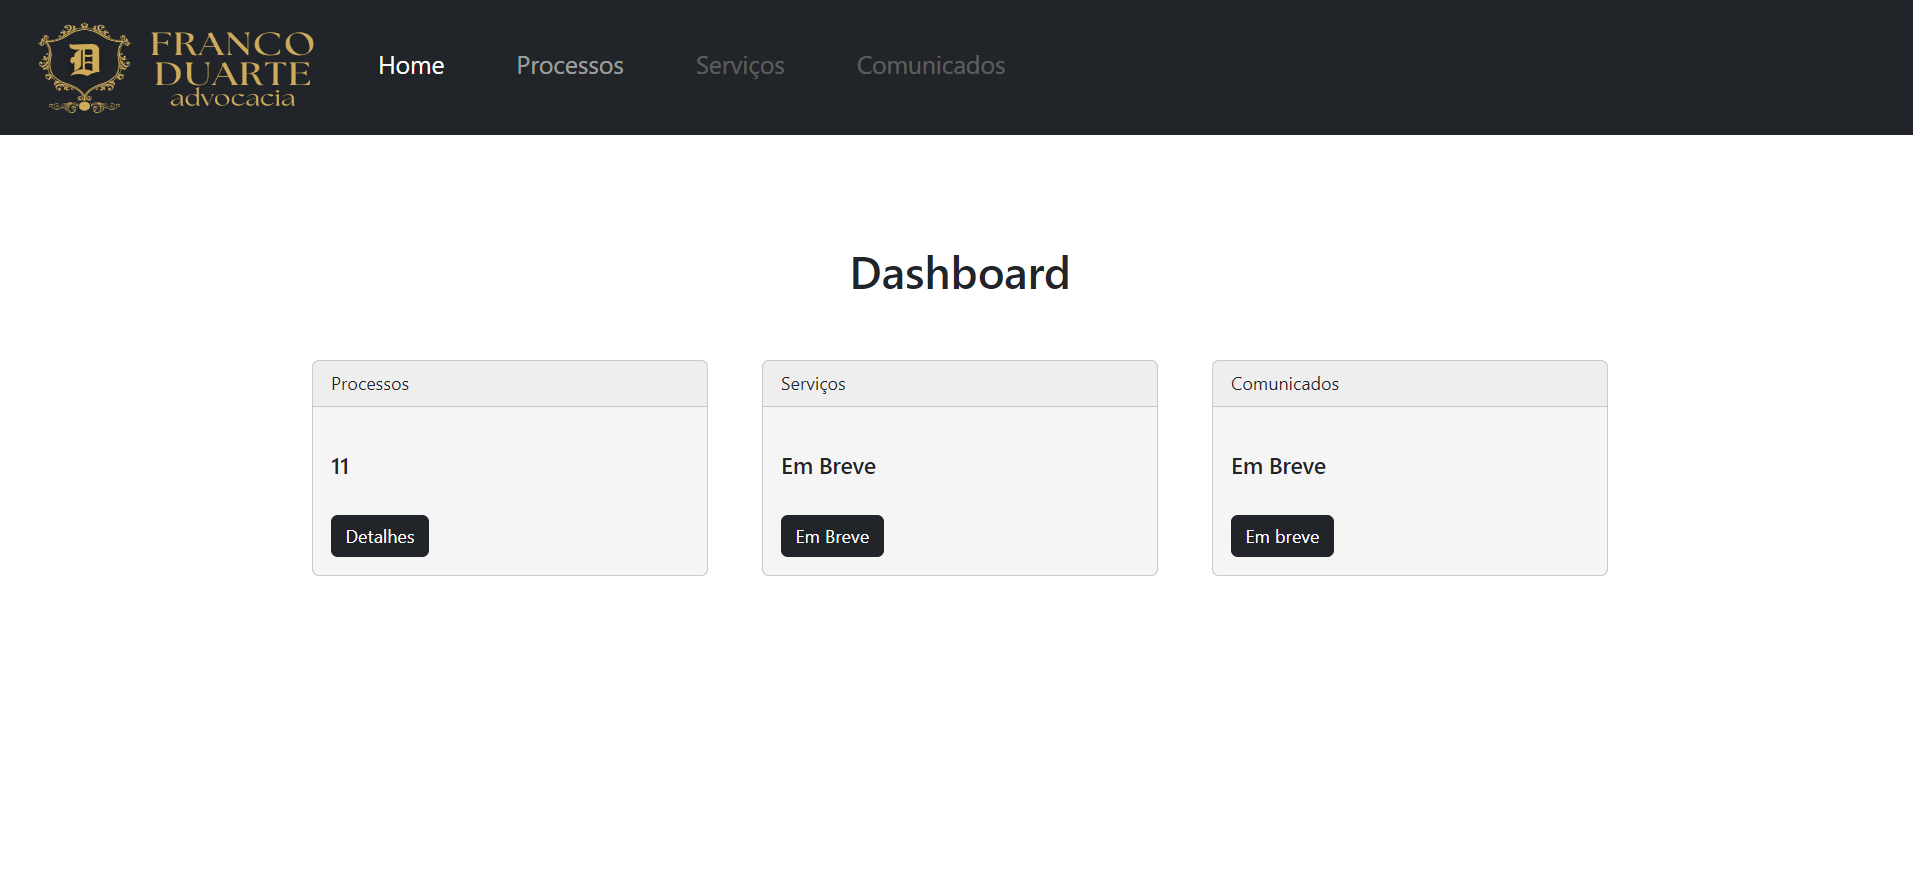 D
FRANCO
DUARTE
advocacia
Home
Processos
Serviços
Comunicados
Dashboard
Processos
11
Detalhes
Serviços
Em Breve
Em Breve
Comunicados
Em Breve
Em breve